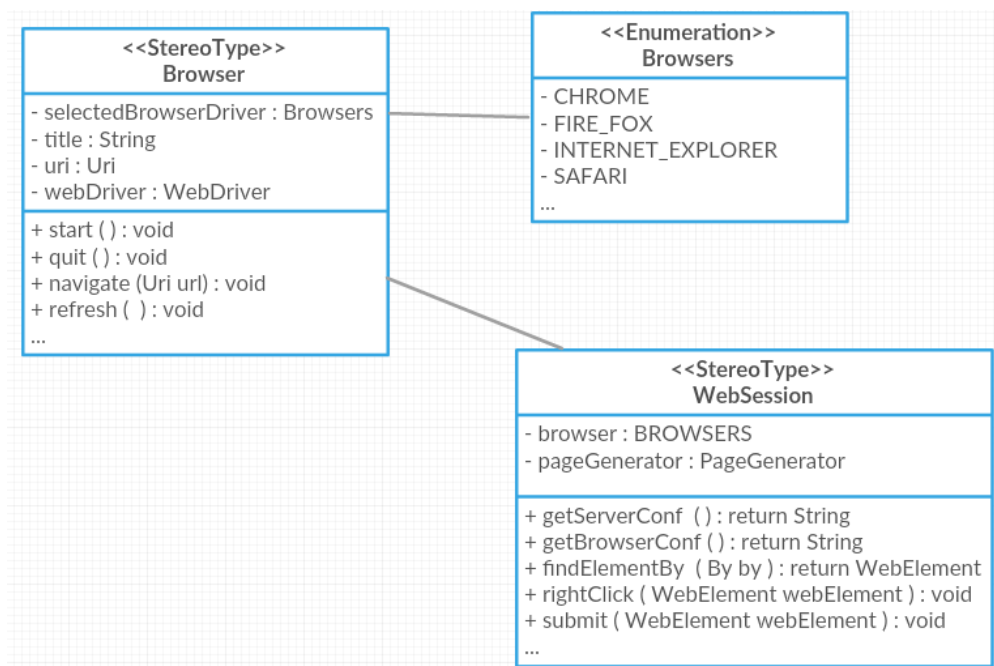 <<StereoType>>
Browser
- selectedBrowserDriver : Browsers
- title : String
- uri : Uri
- webDriver : WebDriver
+ start ( ) : void
+ quit ( ) : void
+ navigate (Uri url) : void
+ refresh (  ) : void
...
<<Enumeration>>
Browsers
- CHROME
- FIRE_FOX
- INTERNET_EXPLORER
- SAFARI
...
<<StereoType>>
WebSession
- browser : BROWSERS
- pageGenerator : PageGenerator
+ getServerConf  ( ) : return String
+ getBrowserConf ( ) : return String
+ findElementBy  ( By by ) : return WebElement
+ rightClick ( WebElement webElement ) : void
+ submit ( WebElement webElement ) : void
...